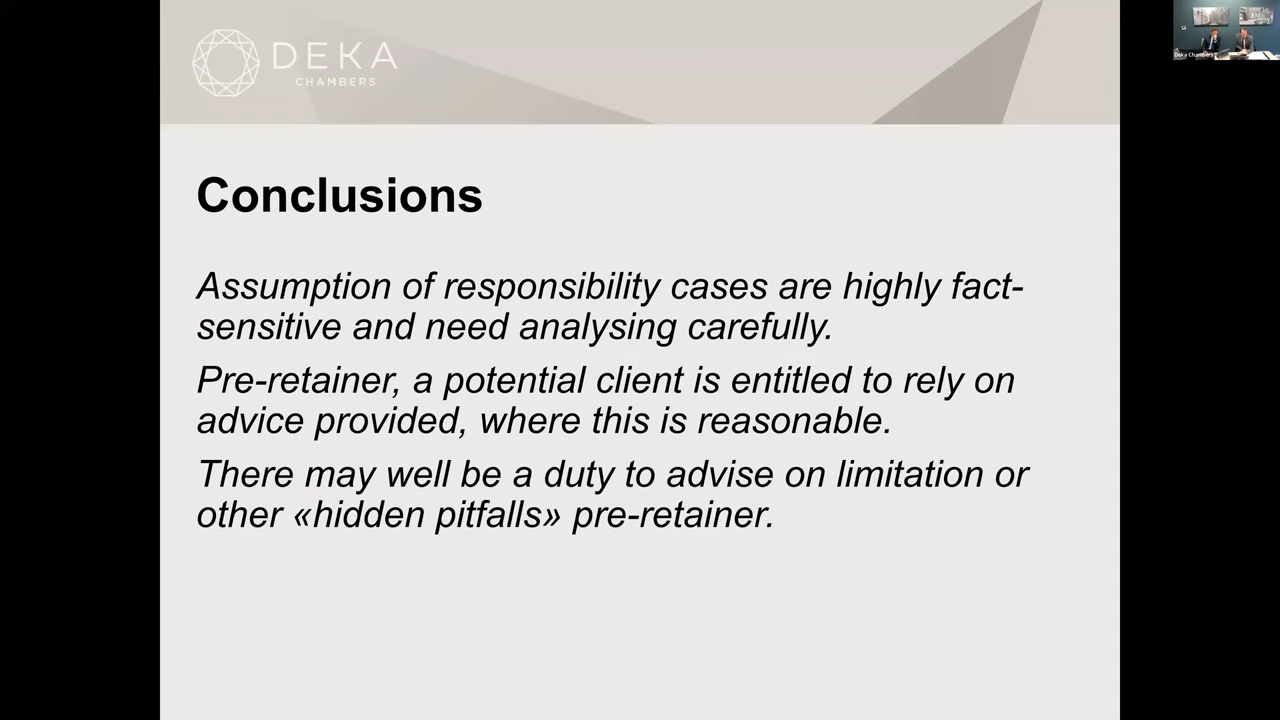 DEKA
CHAMBERS
Deka Chambers
Conclusions
Assumption of responsibility cases are highly fact-
sensitive and need analysing carefully.
Pre-retainer, a potential client is entitled to rely on
advice provided, where this is reasonable.
There may well be a duty to advise on limitation or
other «hidden pitfalls» pre-retainer.